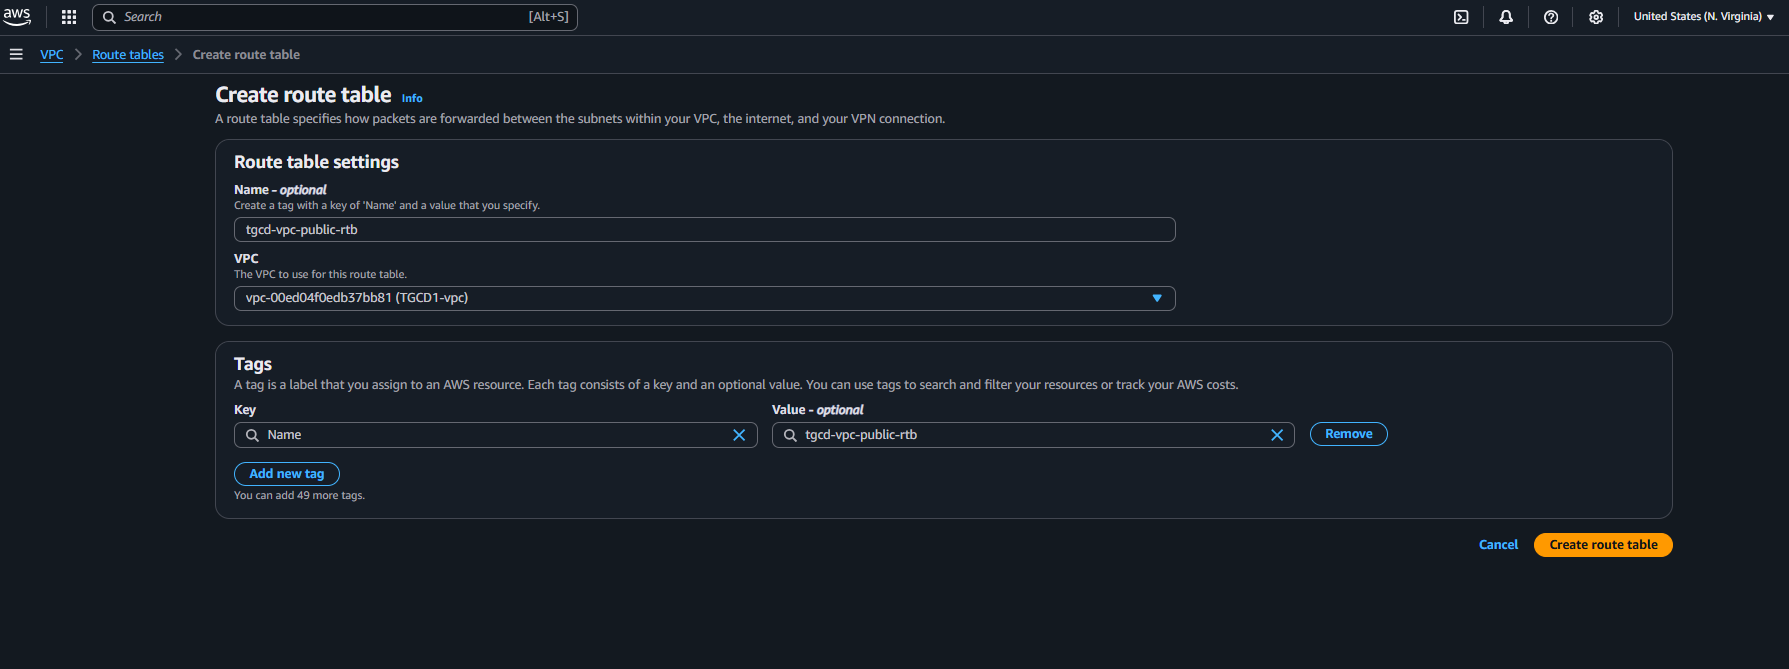 aws Search [Alt+S] United States (N. Virginia)
VPC Route tables Create route table
Create route table Info
A route table specifies how packets are forwarded between the subnets within your VPC, the internet, and your VPN connection.
Route table settings
Name - optional
Create a tag with a key of 'Name' and a value that you specify.
tgcd-vpc-public-rtb
VPC
The VPC to use for this route table.
vpc-00ed04f0edb37bb81 (TGCD1-vpc)
Tags
A tag is a label that you assign to an AWS resource. Each tag consists of a key and an optional value. You can use tags to search and filter your resources or track your AWS costs.
Key Value - optional
Name tgcd-vpc-public-rtb Remove
Add new tag
You can add 49 more tags.
Cancel Create route table